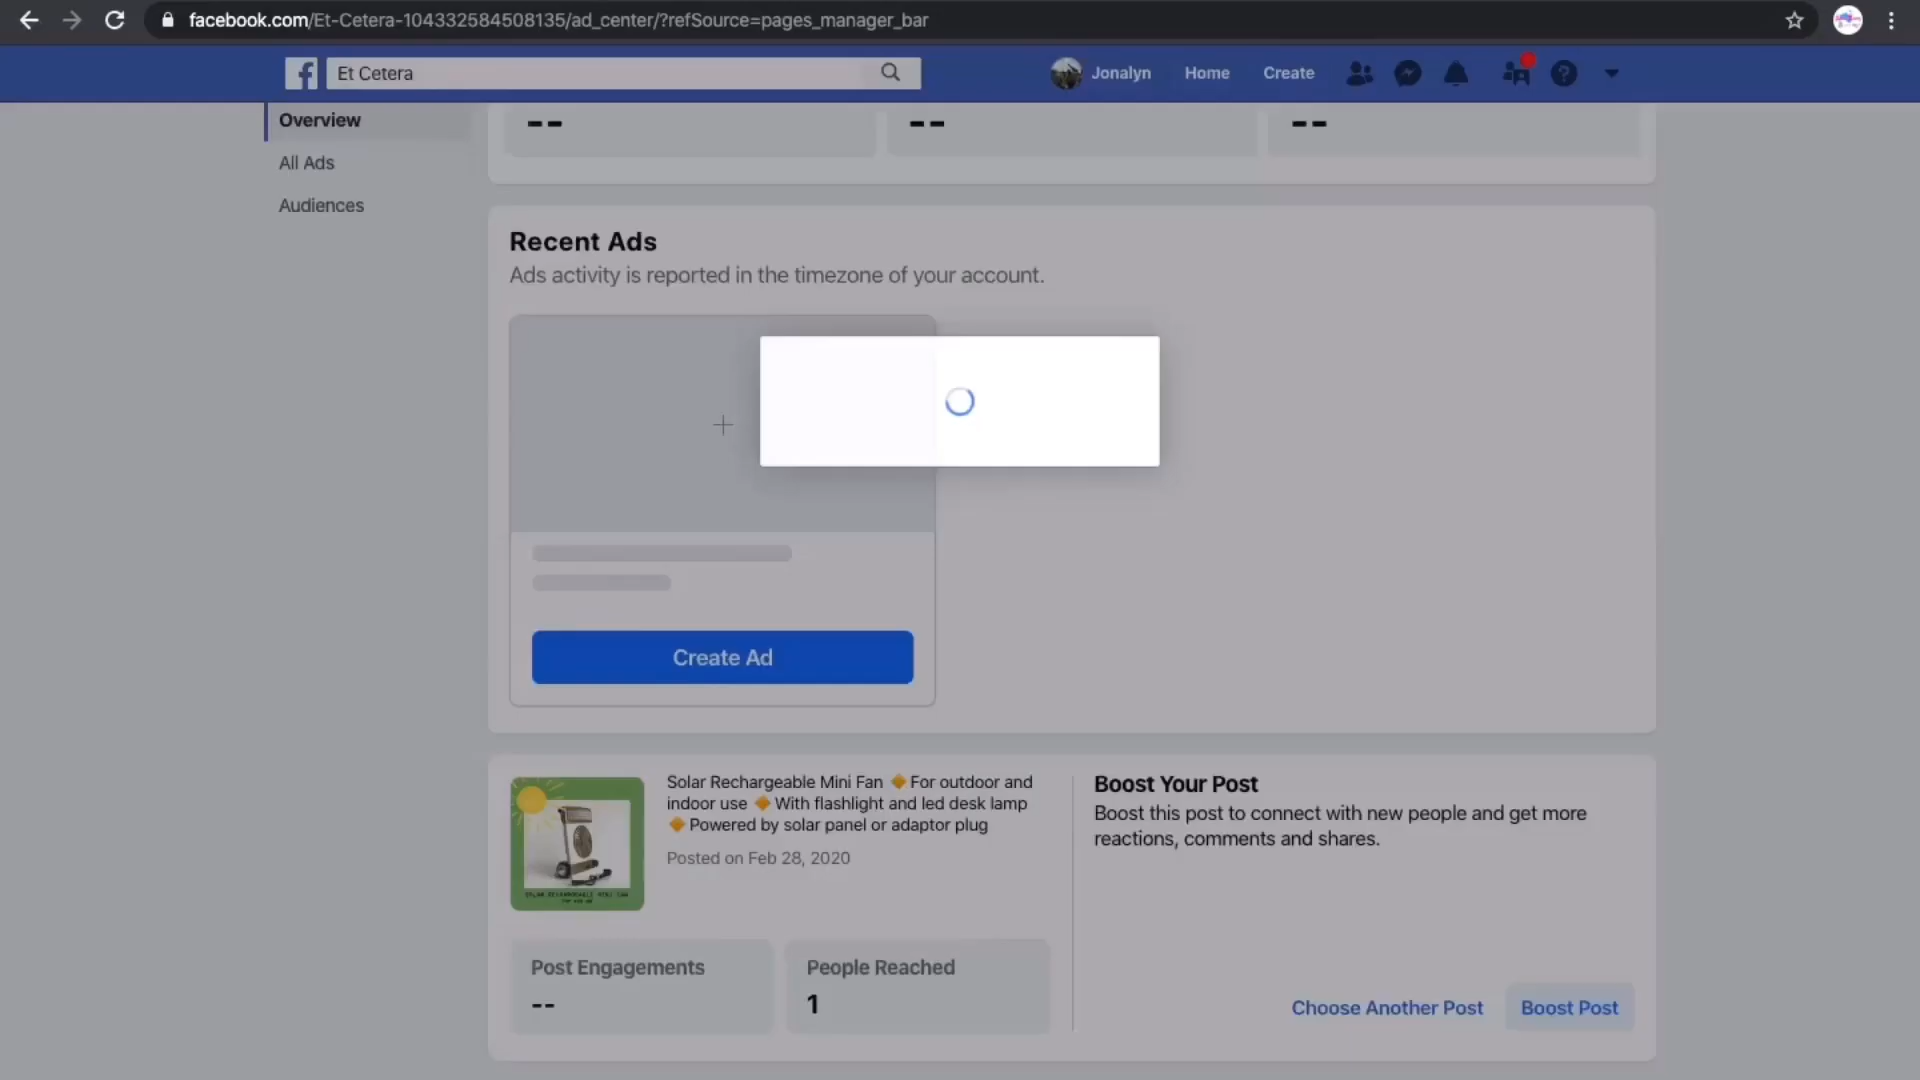 facebook.com/Et-Cetera-104332584508135/ad_center/?refSource=pages_manager_bar
Et Cetera
Jonalyn
Home
Create
Overview
All Ads
Audiences
--
--
--
Recent Ads
Ads activity is reported in the timezone of your account.
Create Ad
Solar Rechargeable Mini Fan 🔶For outdoor and
indoor use 🔶With flashlight and led desk lamp
🔶Powered by solar panel or adaptor plug
Posted on Feb 28, 2020
SOLAR RECHARGEABLE MINI FAN
Post Engagements
--
People Reached
1
Boost Your Post
Boost this post to connect with new people and get more
reactions, comments and shares.
Choose Another Post
Boost Post